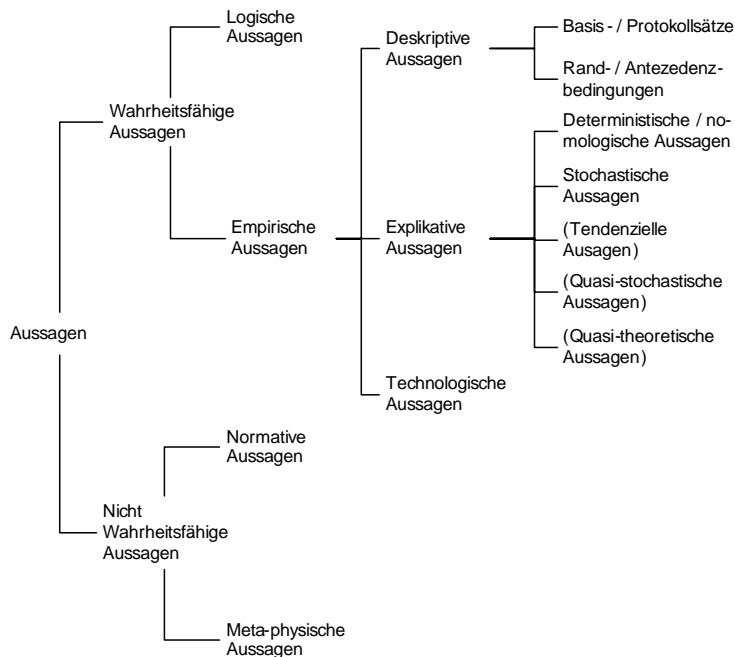 Logische
Aussagen
Deskriptive
Aussagen
Basis - / Protokollsätze
Rand- / Antezedenz-
bedingungen
Wahrheitsfähige
Aussagen
Deterministische / no-
mologische Aussagen
Stochastische
Aussagen
Empirische
Aussagen
Explikative
Aussagen
(Tendenzielle
Ausagen)
(Quasi-stochastische
Aussagen)
Aussagen
(Quasi-theoretische
Aussagen)
Technologische
Aussagen
Normative
Aussagen
Nicht
Wahrheitsfähige
Aussagen
Meta-physische
Aussagen